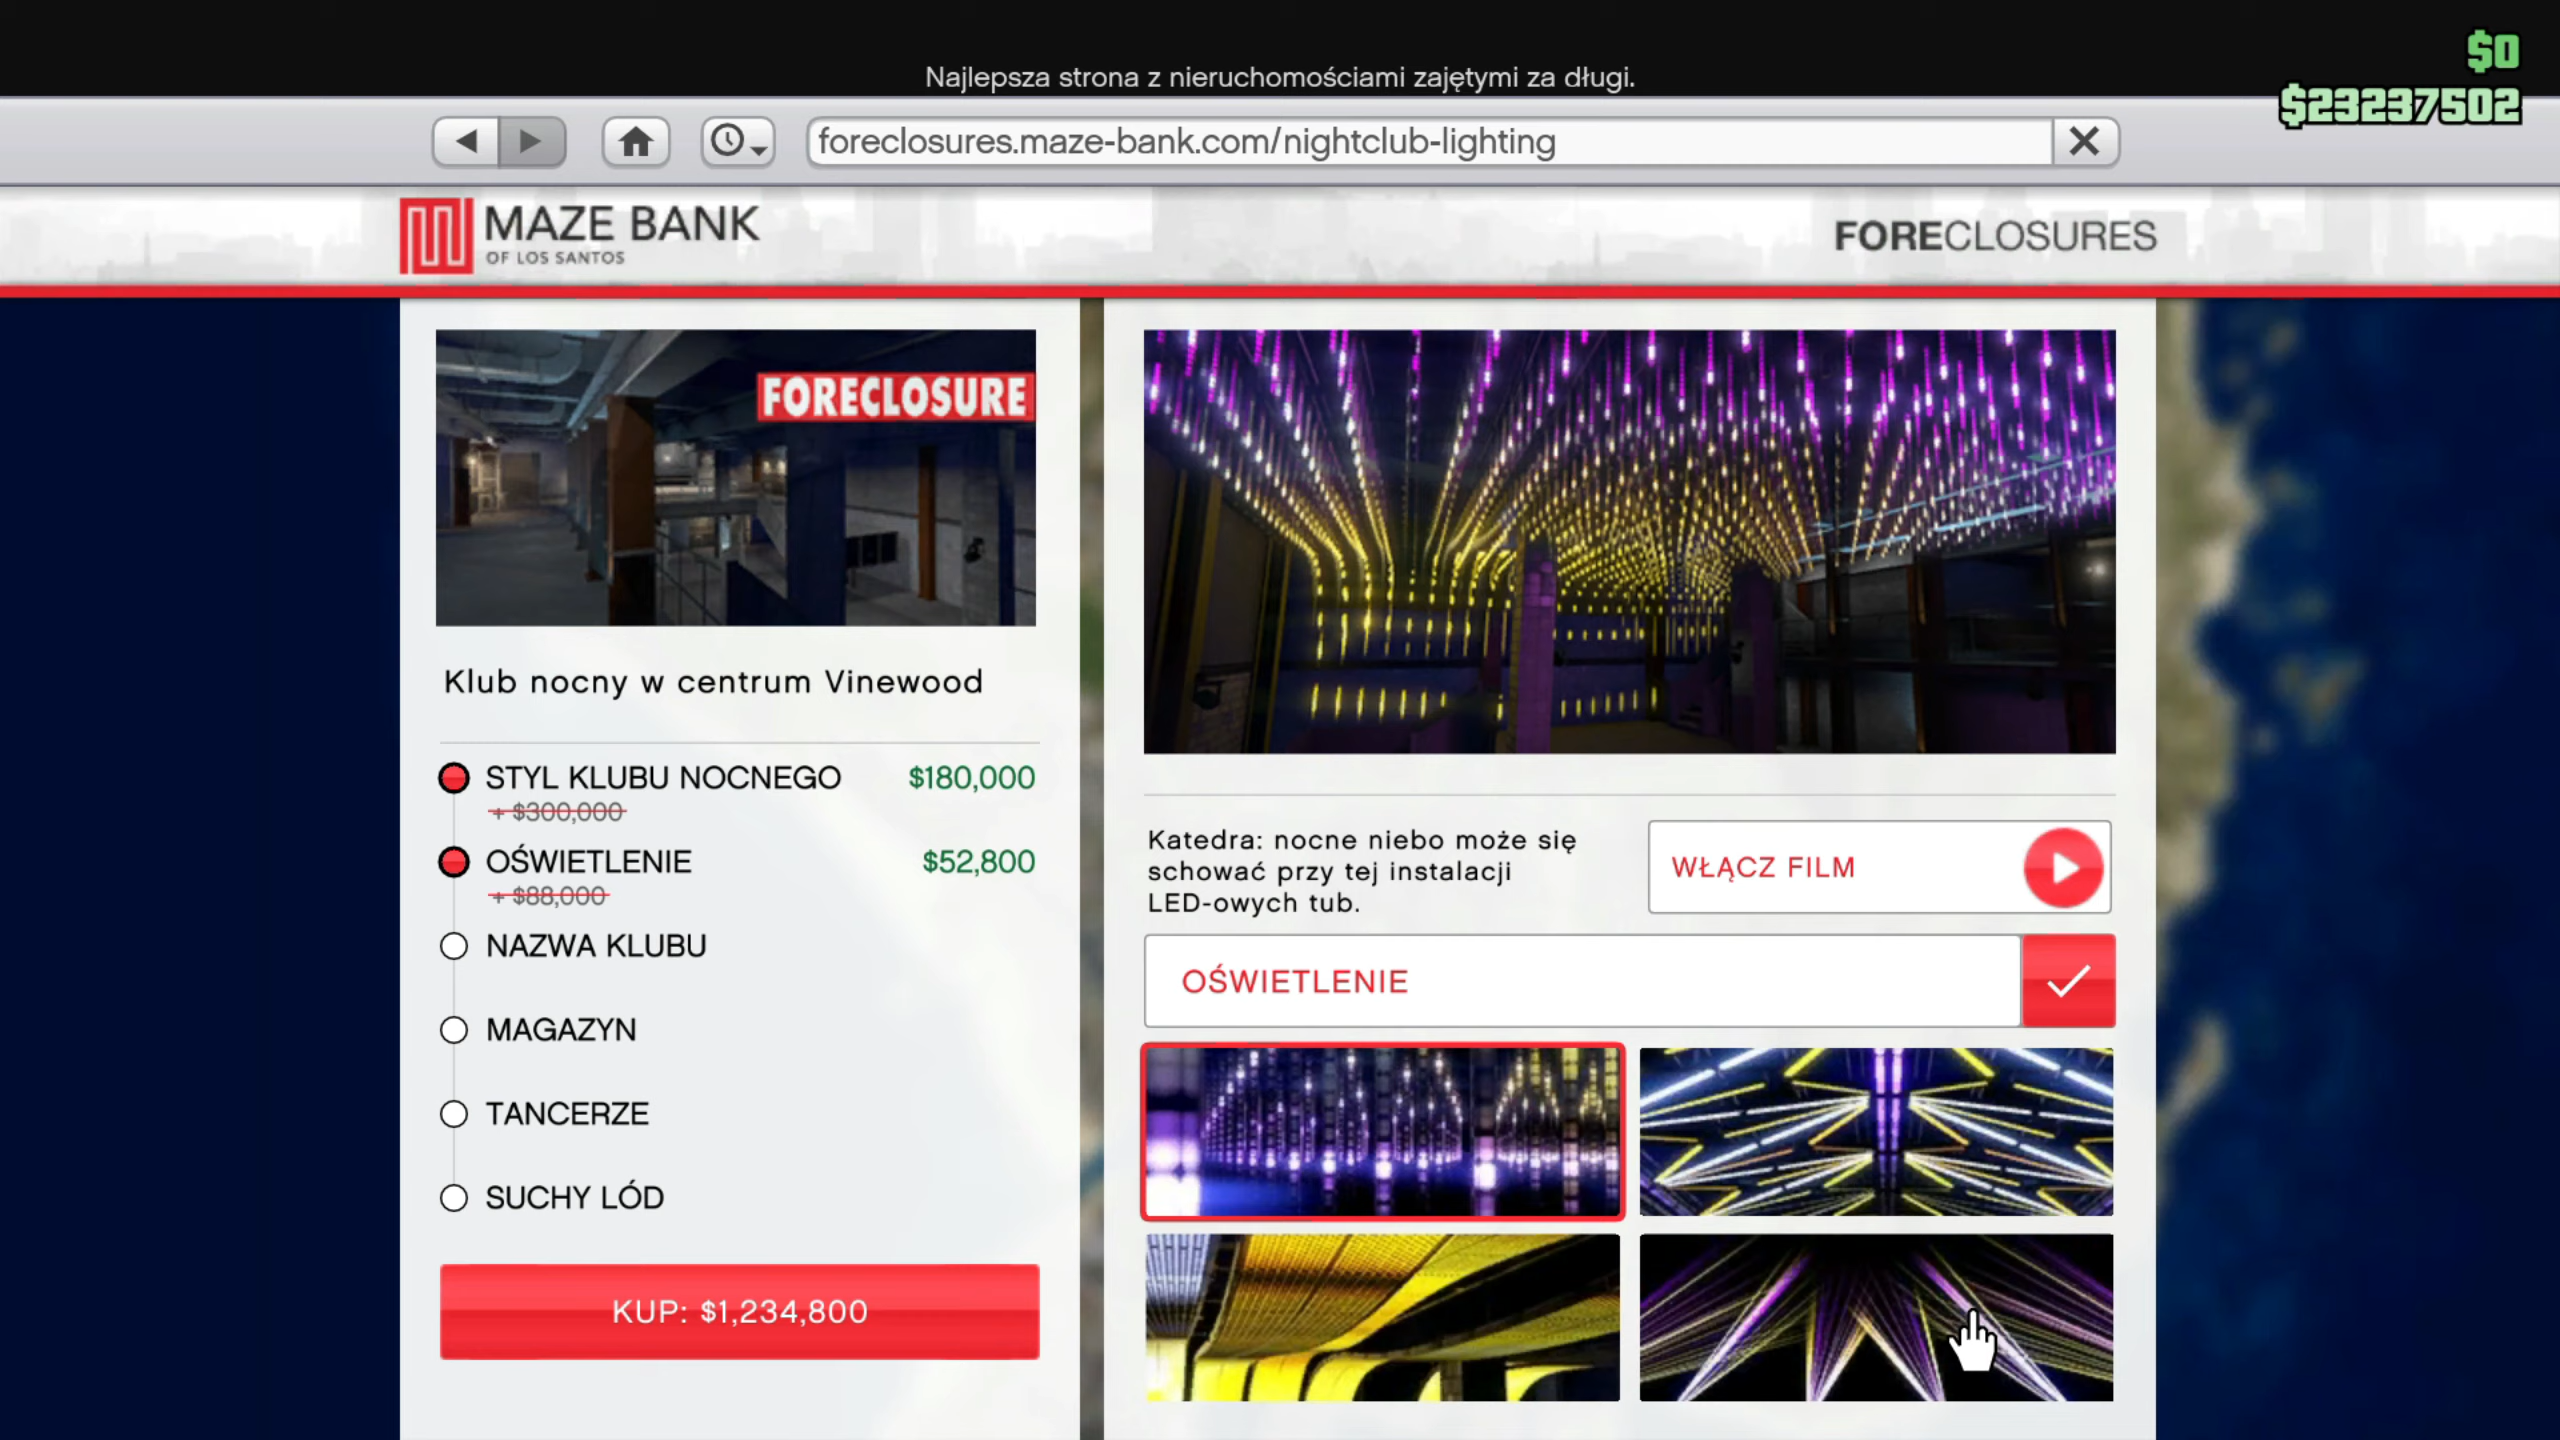 Najlepsza strona z nieruchomościami zajętymi za długi.
$0
$23237502
foreclosures.maze-bank.com/nightclub-lighting
MAZE BANK
OF LOS SANTOS
FORECLOSURES
FORECLOSURE
Klub nocny w centrum Vinewood
STYL KLUBU NOCNEGO $180,000
+ $300,000
OŚWIETLENIE $52,800
+ $88,000
NAZWA KLUBU
MAGAZYN
TANCERZE
SUCHY LÓD
KUP: $1,234,800
Katedra: nocne niebo może się
schować przy tej instalacji
LED-owych tub.
WŁĄCZ FILM
OŚWIETLENIE